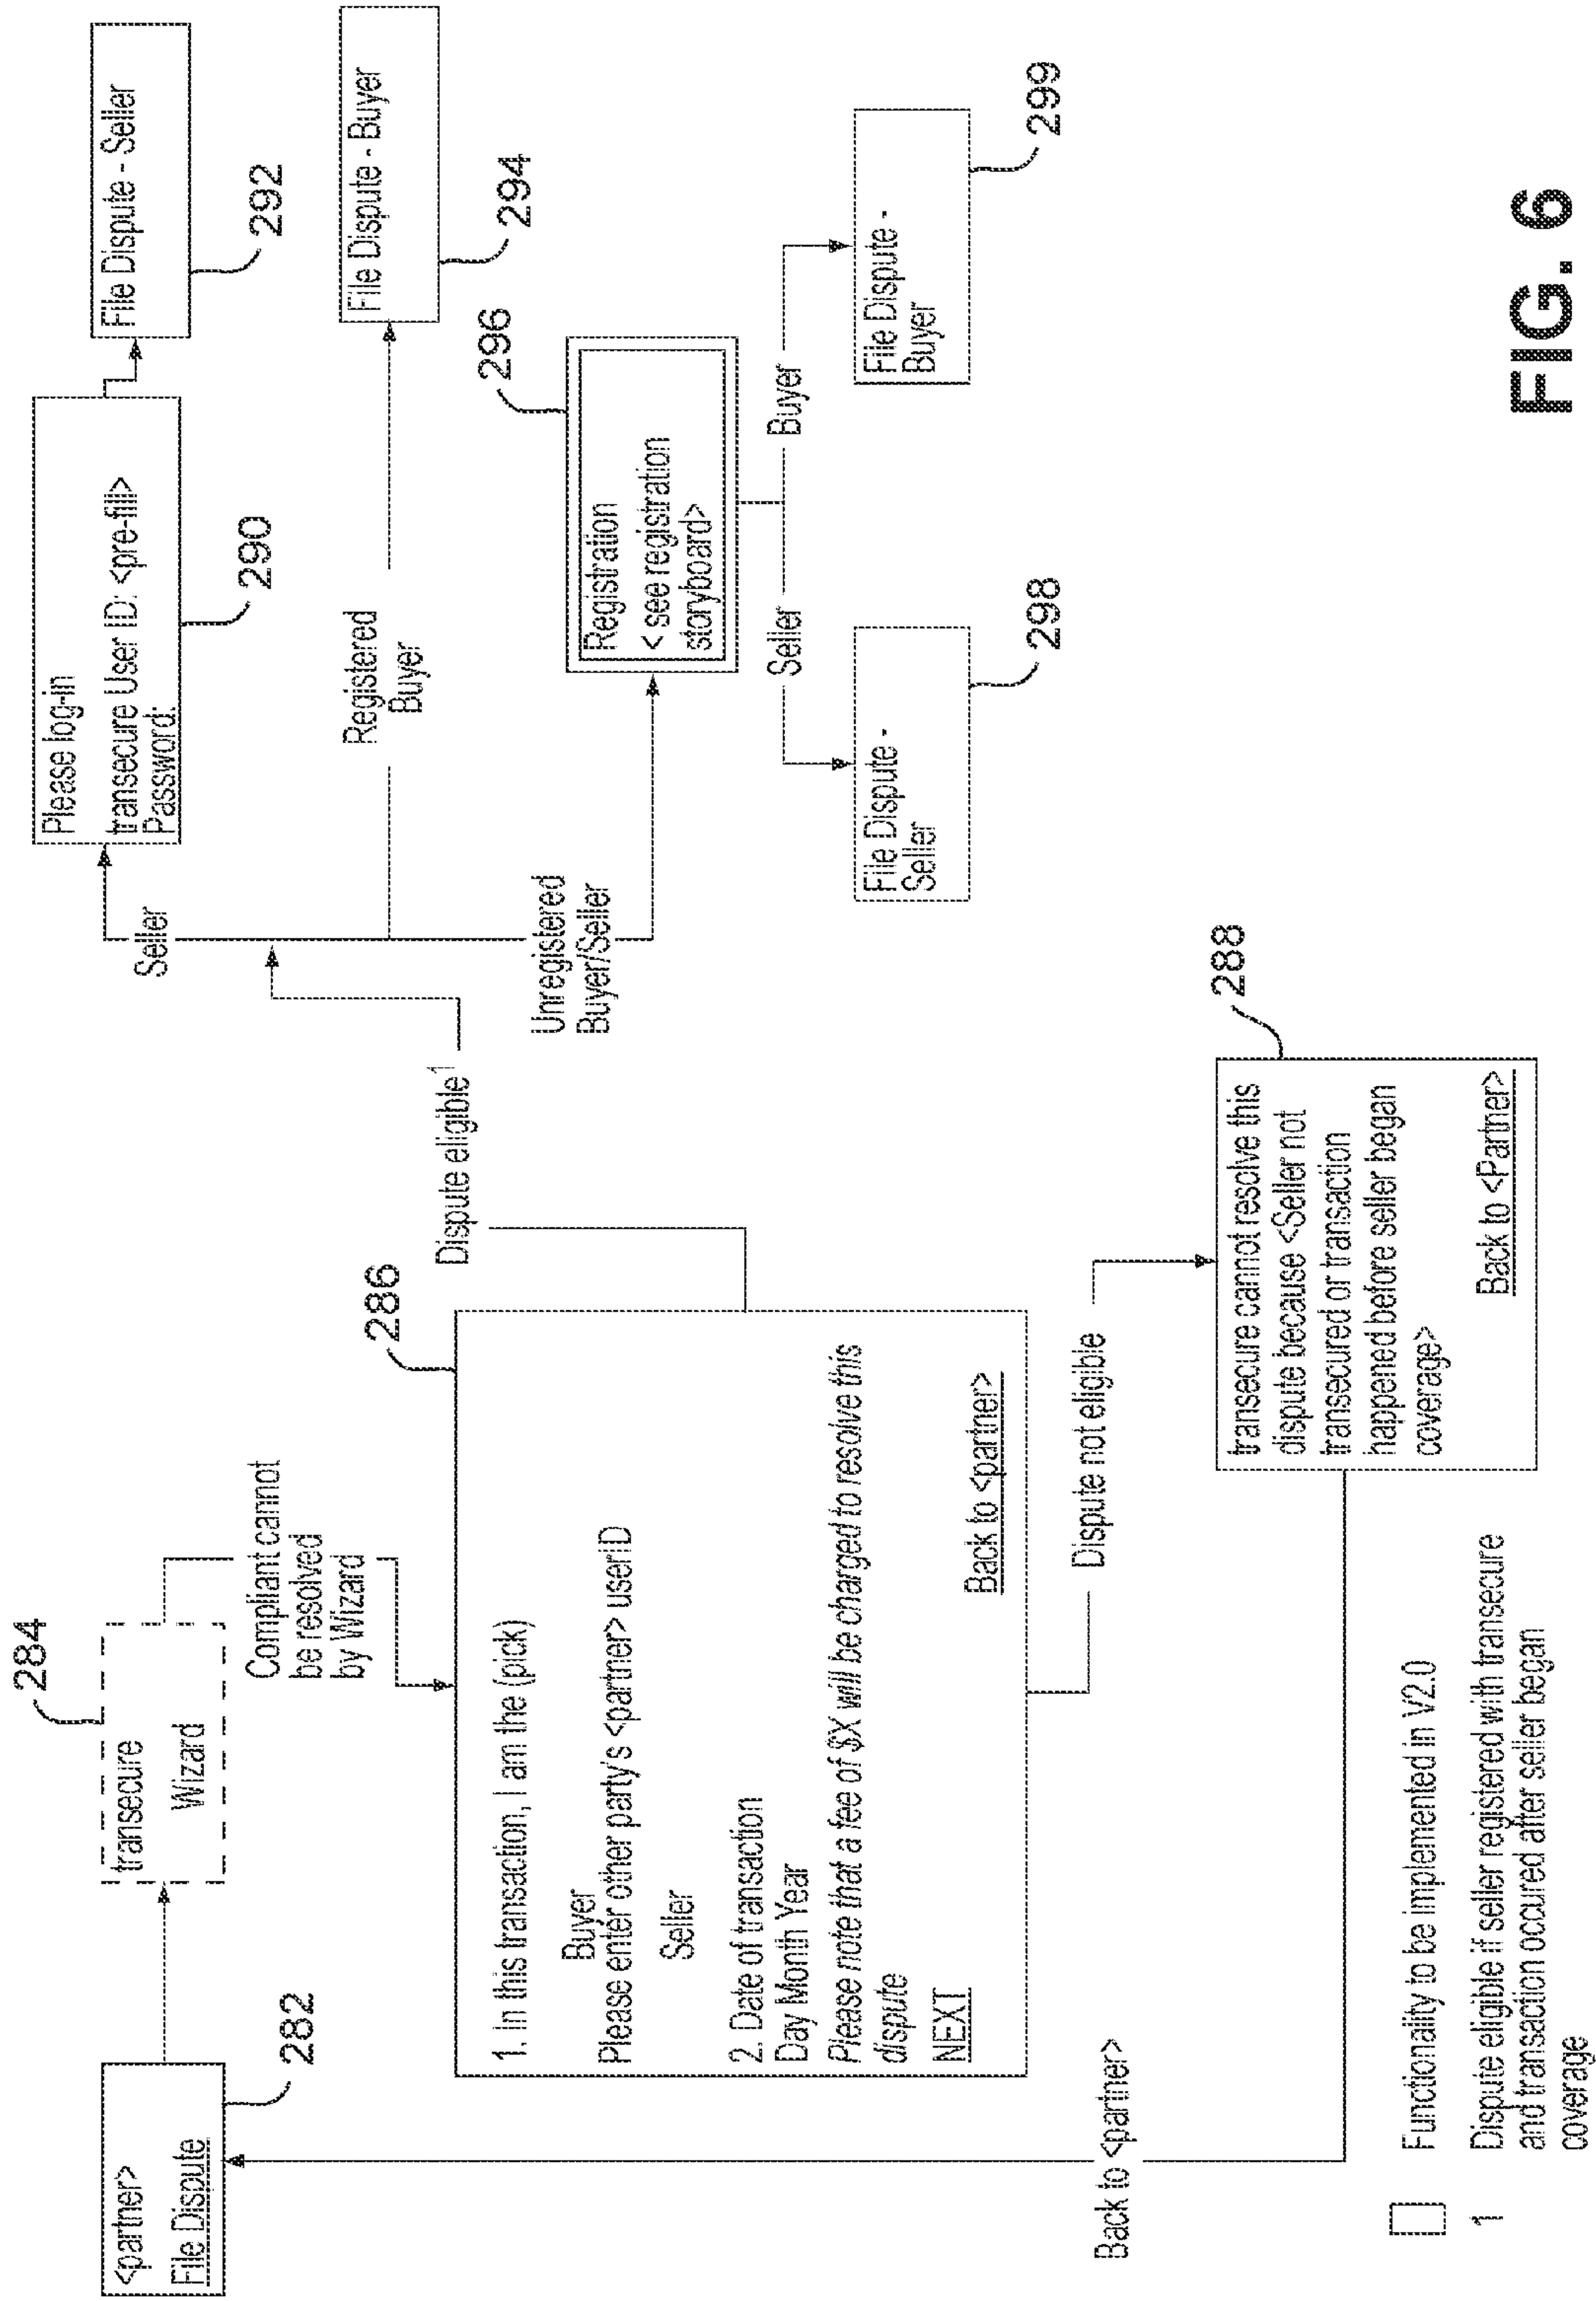 <partner>
File Dispute
282
284
transecure
Wizard
Compliant cannot
be resolved
by Wizard
286
1. In this transaction, I am the (pick)
Buyer
Please enter other party's <partner> userID
Seller
2. Date of transaction
Day Month Year
Please note that a fee of $X will be charged to resolve this
dispute
NEXT
Back to <partner>
Dispute eligible1
Dispute not eligible
288
transecure cannot resolve this
dispute because <Seller not
transecured or transaction
happened before seller began
coverage>
Back to <Partner>
Back to <partner>
Seller
Please log-in
transecure User ID: <pre-fill>
Password:
290
File Dispute - Seller
292
Registered
Buyer
File Dispute - Buyer
294
Unregistered
Buyer/Seller
296
Registration
< see registration
storyboard>
Seller
Buyer
File Dispute -
Seller
298
File Dispute -
Buyer
299
Functionality to be implemented in V2.0
1 Dispute eligible if seller registered with transecure
and transaction occured after seller began
coverage
FIG. 6